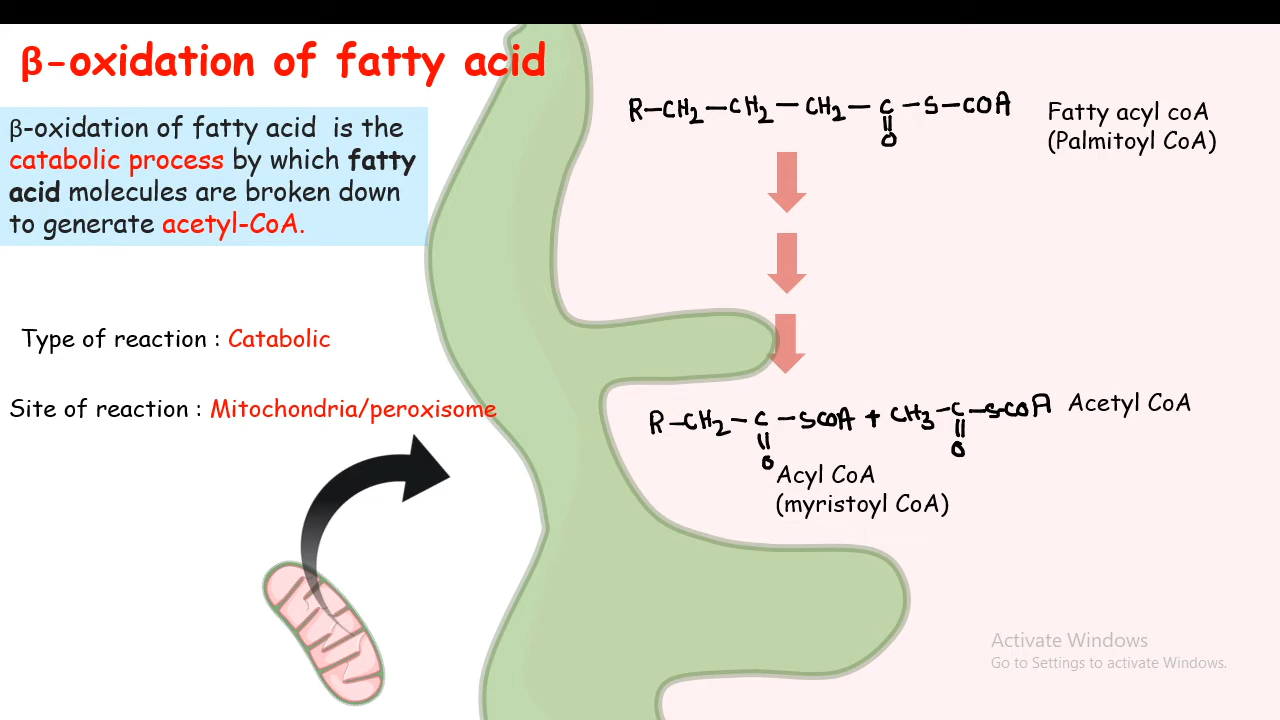 β-oxidation of fatty acid
β-oxidation of fatty acid is the
catabolic process by which fatty
acid molecules are broken down
to generate acetyl-CoA.
Type of reaction : Catabolic
Site of reaction : Mitochondria/peroxisome
R-CH2-CH2-CH2-C-S-COA
||
O
Fatty acyl coA
(Palmitoyl CoA)
R-CH2-C-SCOA + CH3-C-S-COA
|| ||
O O
Acetyl CoA
Acyl CoA
(myristoyl CoA)
Activate Windows
Go to Settings to activate Windows.